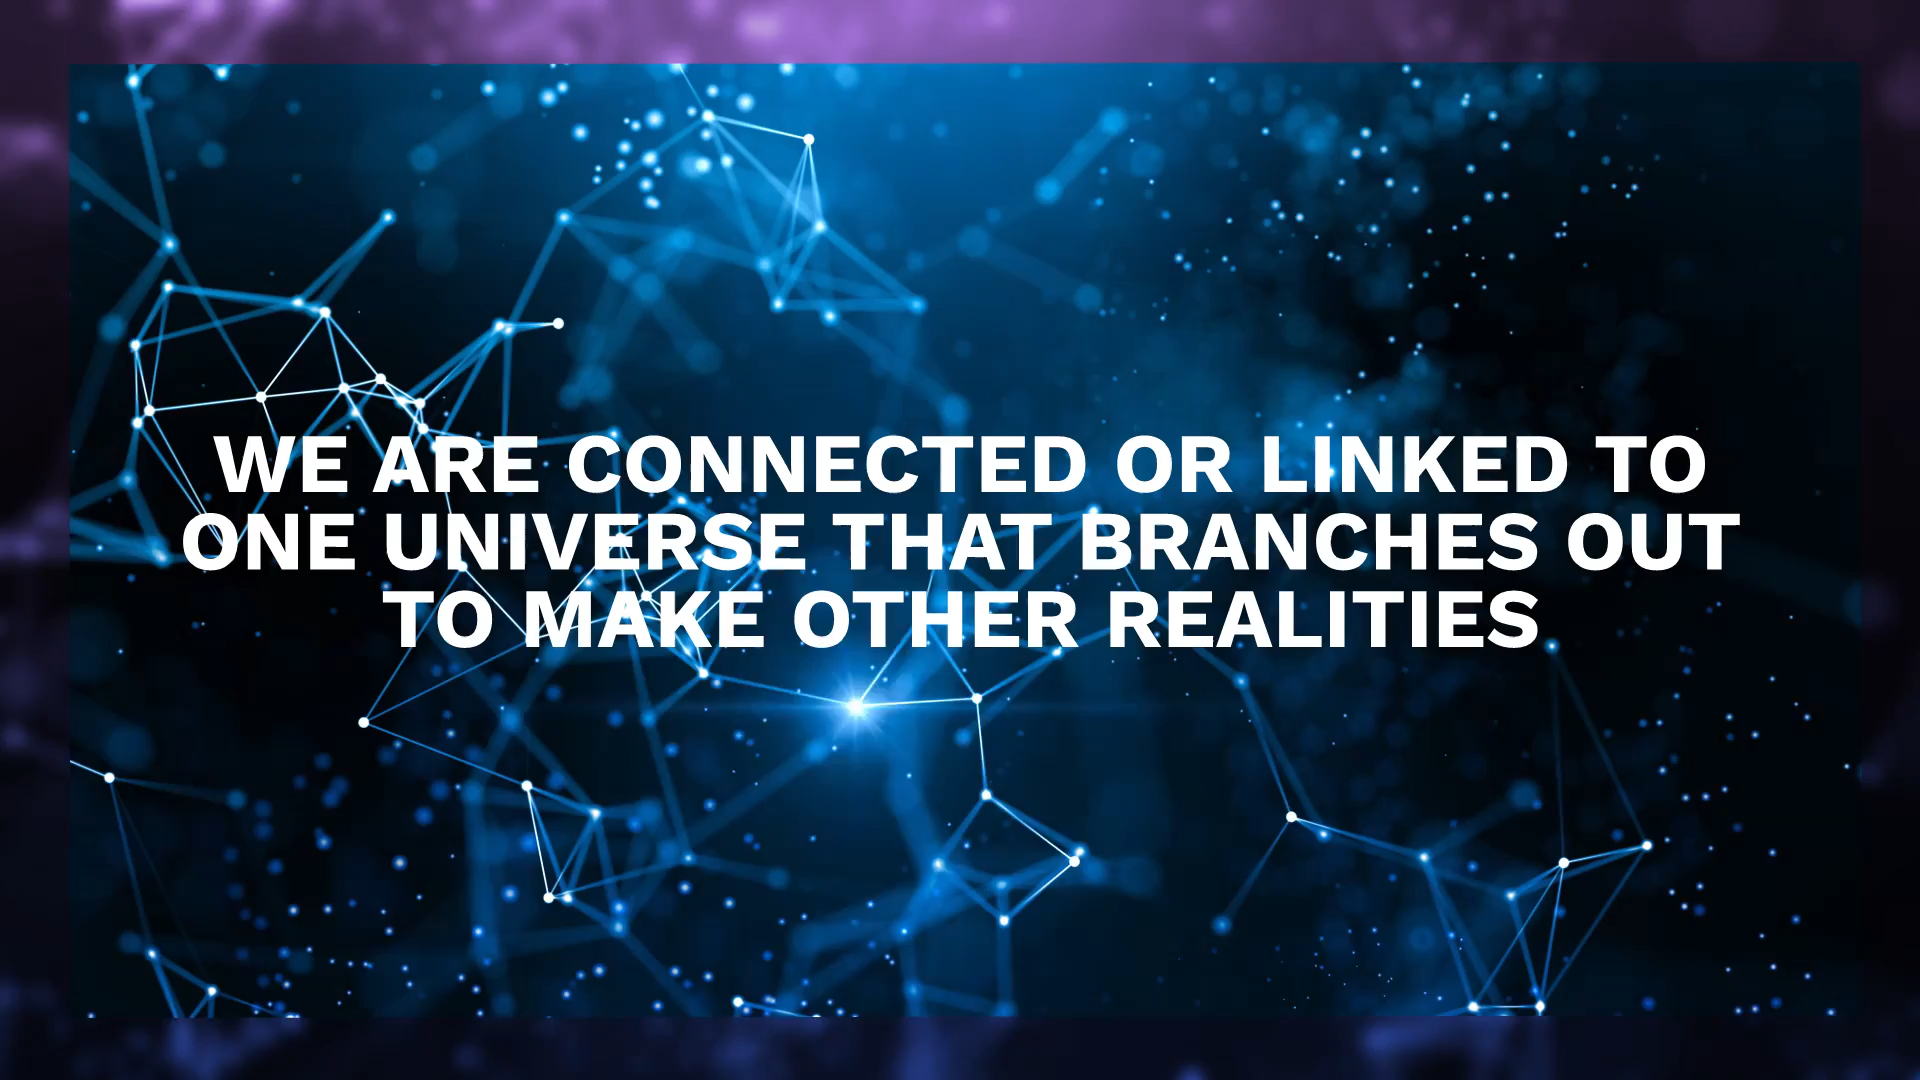 WE ARE CONNECTED OR LINKED TO
ONE UNIVERSE THAT BRANCHES OUT
TO MAKE OTHER REALITIES